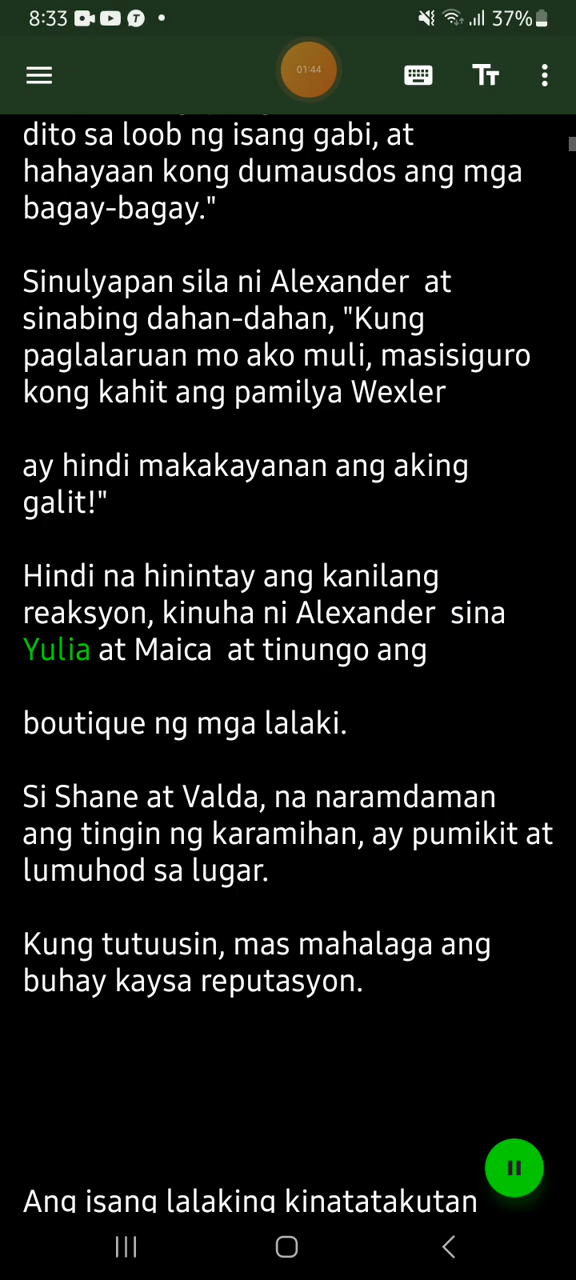 8:33
37%
01:44
dito sa loob ng isang gabi, at
hahayaan kong dumausdos ang mga
bagay-bagay."
Sinulyapan sila ni Alexander at
sinabing dahan-dahan, "Kung
paglalaruan mo ako muli, masisiguro
kong kahit ang pamilya Wexler
ay hindi makakayanan ang aking
galit!"
Hindi na hinintay ang kanilang
reaksyon, kinuha ni Alexander sina
Yulia at Maica at tinungo ang
boutique ng mga lalaki.
Si Shane at Valda, na naramdaman
ang tingin ng karamihan, ay pumikit at
lumuhod sa lugar.
Kung tutuusin, mas mahalaga ang
buhay kaysa reputasyon.
Ang isang lalaking kinatatakutan